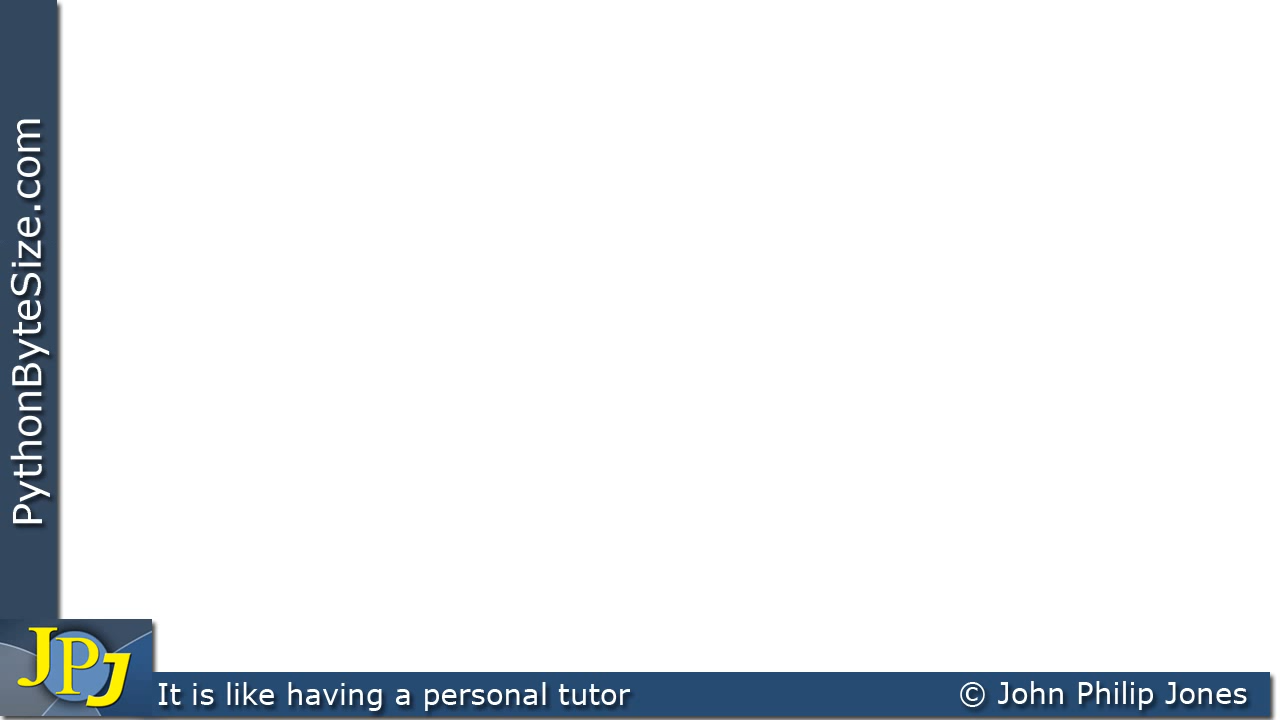 PythonByteSize.com
JPJ
It is like having a personal tutor
© John Philip Jones